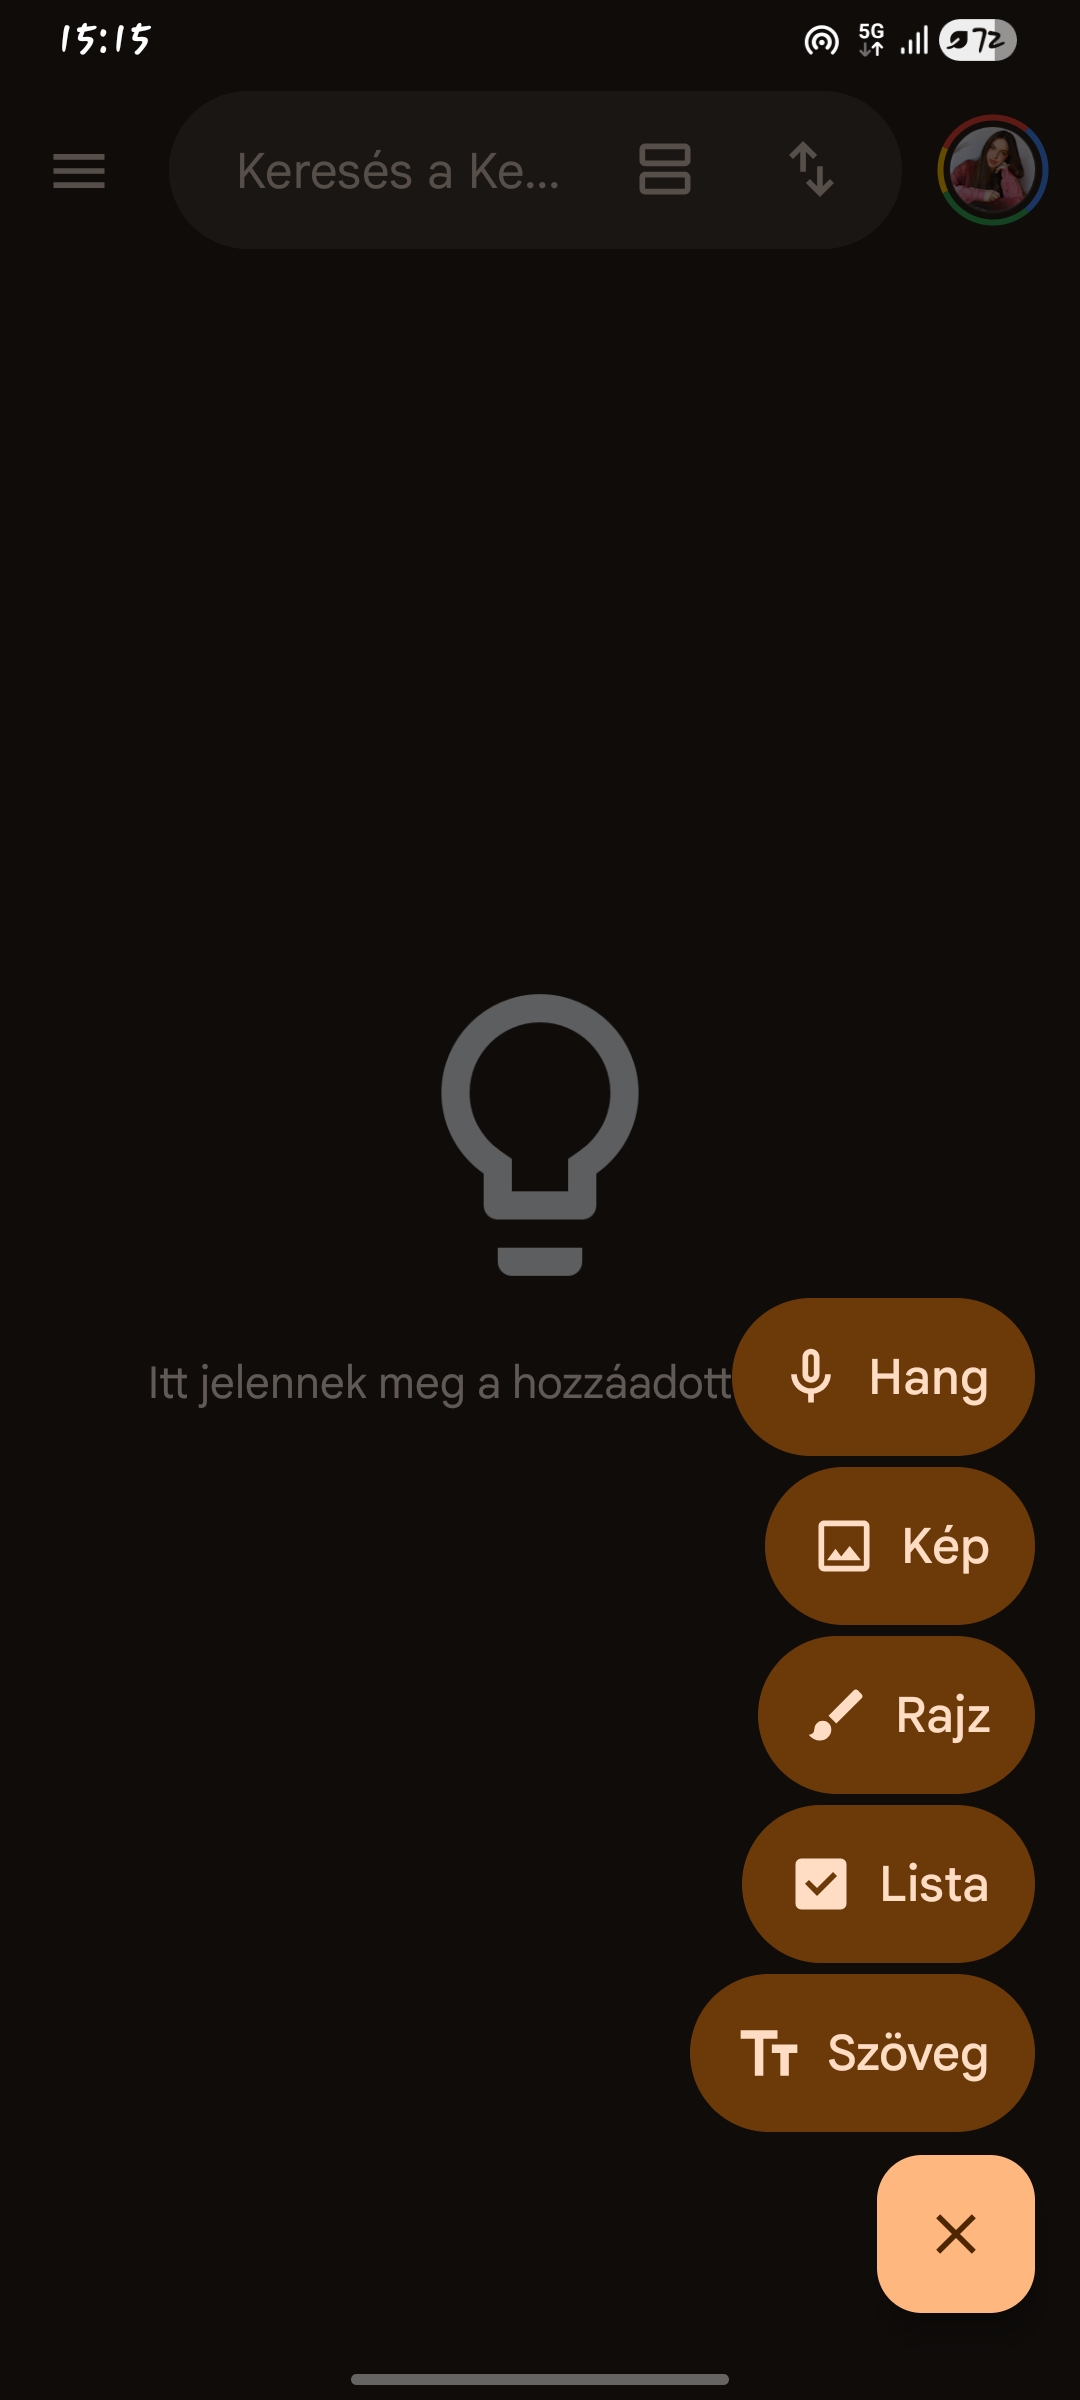 15:15
5G
72
Keresés a Ke...
Itt jelennek meg a hozzáadott
Hang
Kép
Rajz
Lista
Szöveg